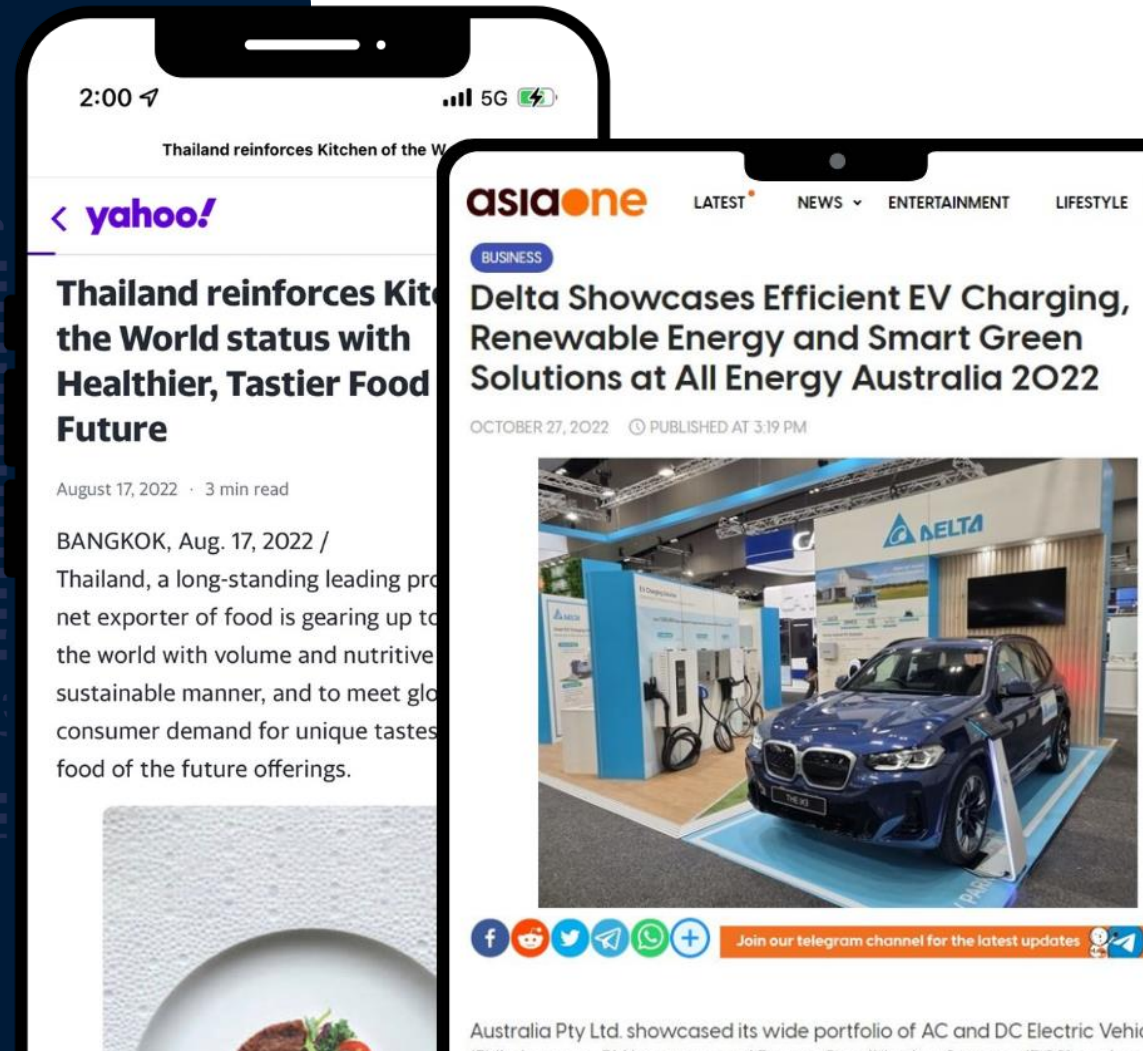 2:00
5G
Thailand reinforces Kitchen of the W
yahoo!
Thailand reinforces Kit
the World status with
Healthier, Tastier Food
Future
August 17, 2022 · 3 min read
BANGKOK, Aug. 17, 2022 /
Thailand, a long-standing leading pro
net exporter of food is gearing up to
the world with volume and nutritive
sustainable manner, and to meet glo
consumer demand for unique tastes
food of the future offerings.
asiaone
LATEST
NEWS
ENTERTAINMENT
LIFESTYLE
BUSINESS
Delta Showcases Efficient EV Charging,
Renewable Energy and Smart Green
Solutions at All Energy Australia 2022
OCTOBER 27, 2022 PUBLISHED AT 3:19 PM
DELTA
DELTA
THE iX3
Join our telegram channel for the latest updates
Australia Pty Ltd. showcased its wide portfolio of AC and DC Electric Vehic